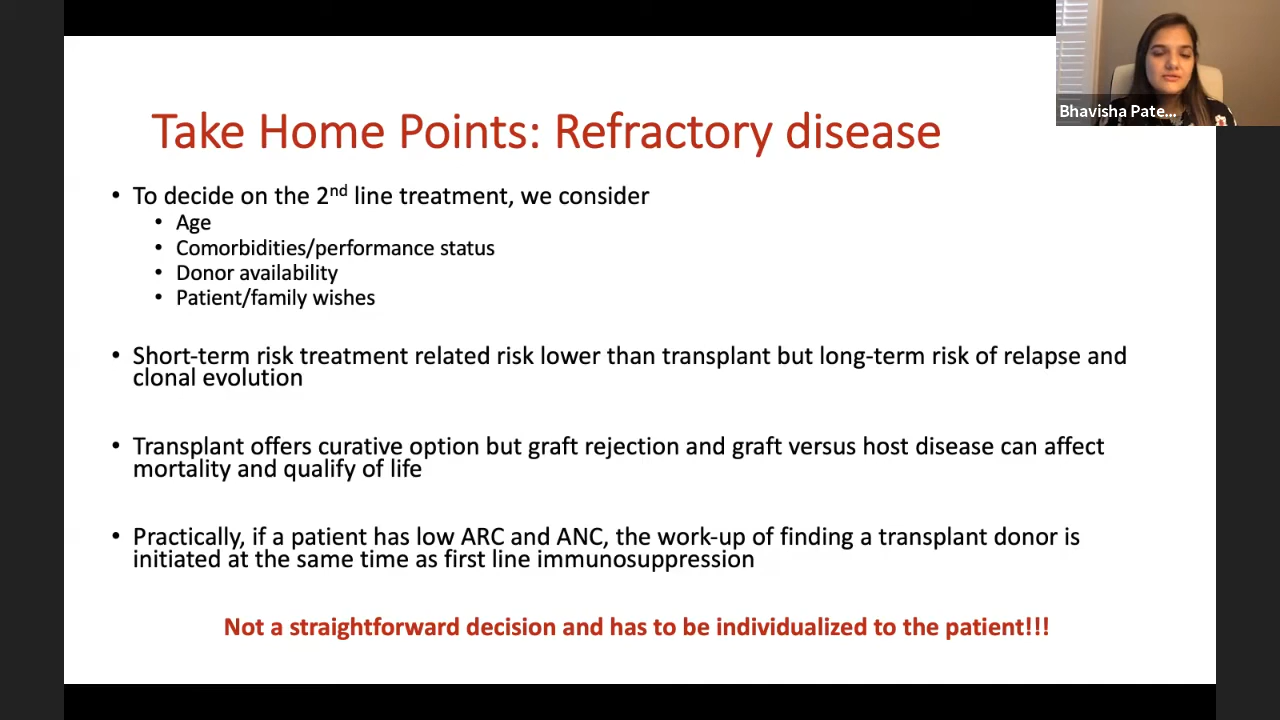 Take Home Points: Refractory disease
• To decide on the 2nd line treatment, we consider
• Age
• Comorbidities/performance status
• Donor availability
• Patient/family wishes
• Short-term risk treatment related risk lower than transplant but long-term risk of relapse and
clonal evolution
• Transplant offers curative option but graft rejection and graft versus host disease can affect
mortality and qualify of life
• Practically, if a patient has low ARC and ANC, the work-up of finding a transplant donor is
initiated at the same time as first line immunosuppression
Not a straightforward decision and has to be individualized to the patient!!!
Bhavisha Pate...